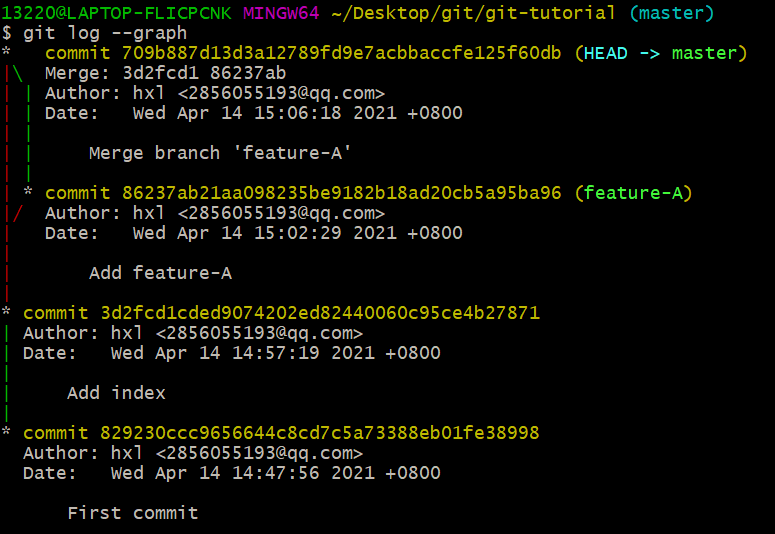 13220@LAPTOP-FLICPCNK MINGW64 ~/Desktop/git/git-tutorial (master)
$ git log --graph
*   commit 709b887d13d3a12789fd9e7acbbaccfe125f60db (HEAD -> master)
|\  Merge: 3d2fcd1 86237ab
| | Author: hxl <2856055193@qq.com>
| | Date:   Wed Apr 14 15:06:18 2021 +0800
| |
| |     Merge branch 'feature-A'
| |
| * commit 86237ab21aa098235be9182b18ad20cb5a95ba96 (feature-A)
|/  Author: hxl <2856055193@qq.com>
|   Date:   Wed Apr 14 15:02:29 2021 +0800
|
|       Add feature-A
|
* commit 3d2fcd1cded9074202ed82440060c95ce4b27871
| Author: hxl <2856055193@qq.com>
| Date:   Wed Apr 14 14:57:19 2021 +0800
|
|     Add index
|
* commit 829230ccc9656644c8cd7c5a73388eb01fe38998
  Author: hxl <2856055193@qq.com>
  Date:   Wed Apr 14 14:47:56 2021 +0800

      First commit